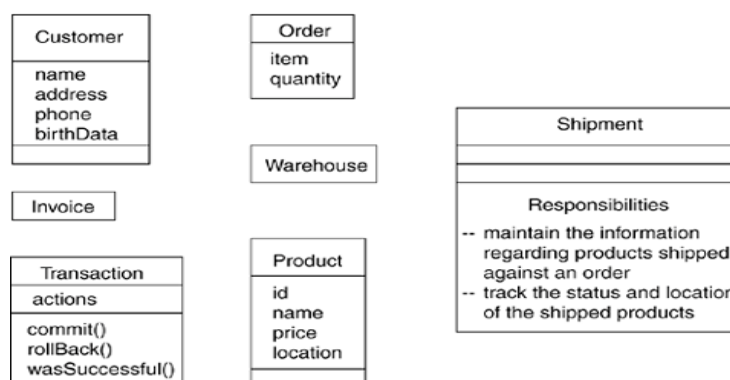 Customer
name
address
phone
birthData
Order
item
quantity
Warehouse
Invoice
Shipment
Responsibilities
-- maintain the information
regarding products shipped
against an order
-- track the status and location
of the shipped products
Transaction
actions
commit()
rollBack()
wasSuccessful()
Product
id
name
price
location